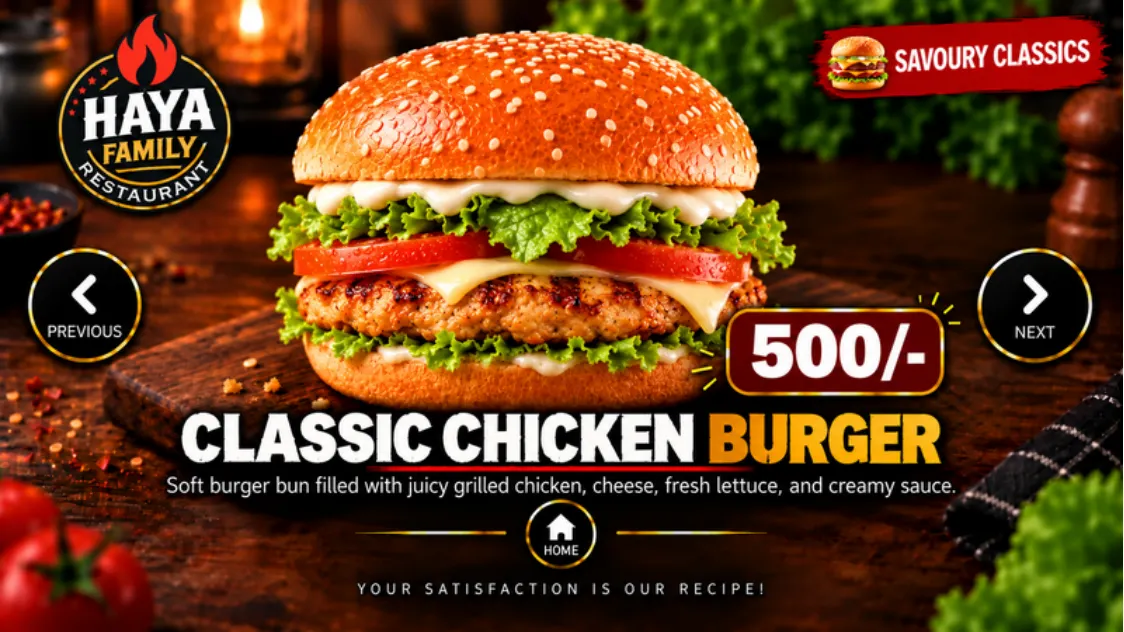 HAYA
FAMILY
RESTAURANT
SAVOURY CLASSICS
PREVIOUS
NEXT
500/-
CLASSIC CHICKEN BURGER
Soft burger bun filled with juicy grilled chicken, cheese, fresh lettuce, and creamy sauce.
HOME
YOUR SATISFACTION IS OUR RECIPE!